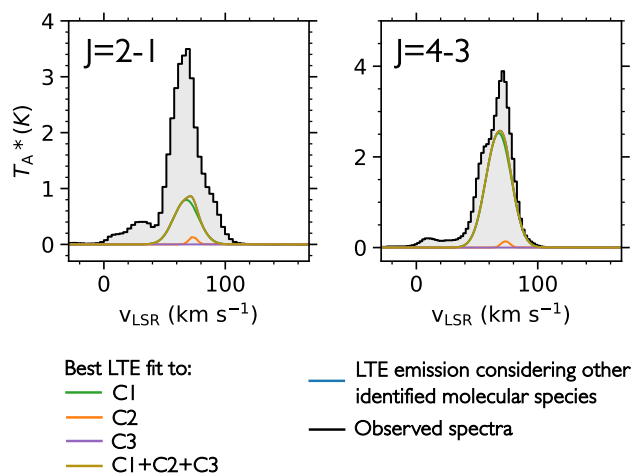 J=2-1
J=4-3
T_A* (K)
4
3
2
1
0
4
2
0
0
100
0
100
v_LSR (km s⁻¹)
v_LSR (km s⁻¹)
Best LTE fit to:
C1
C2
C3
C1+C2+C3
LTE emission considering other
identified molecular species
Observed spectra